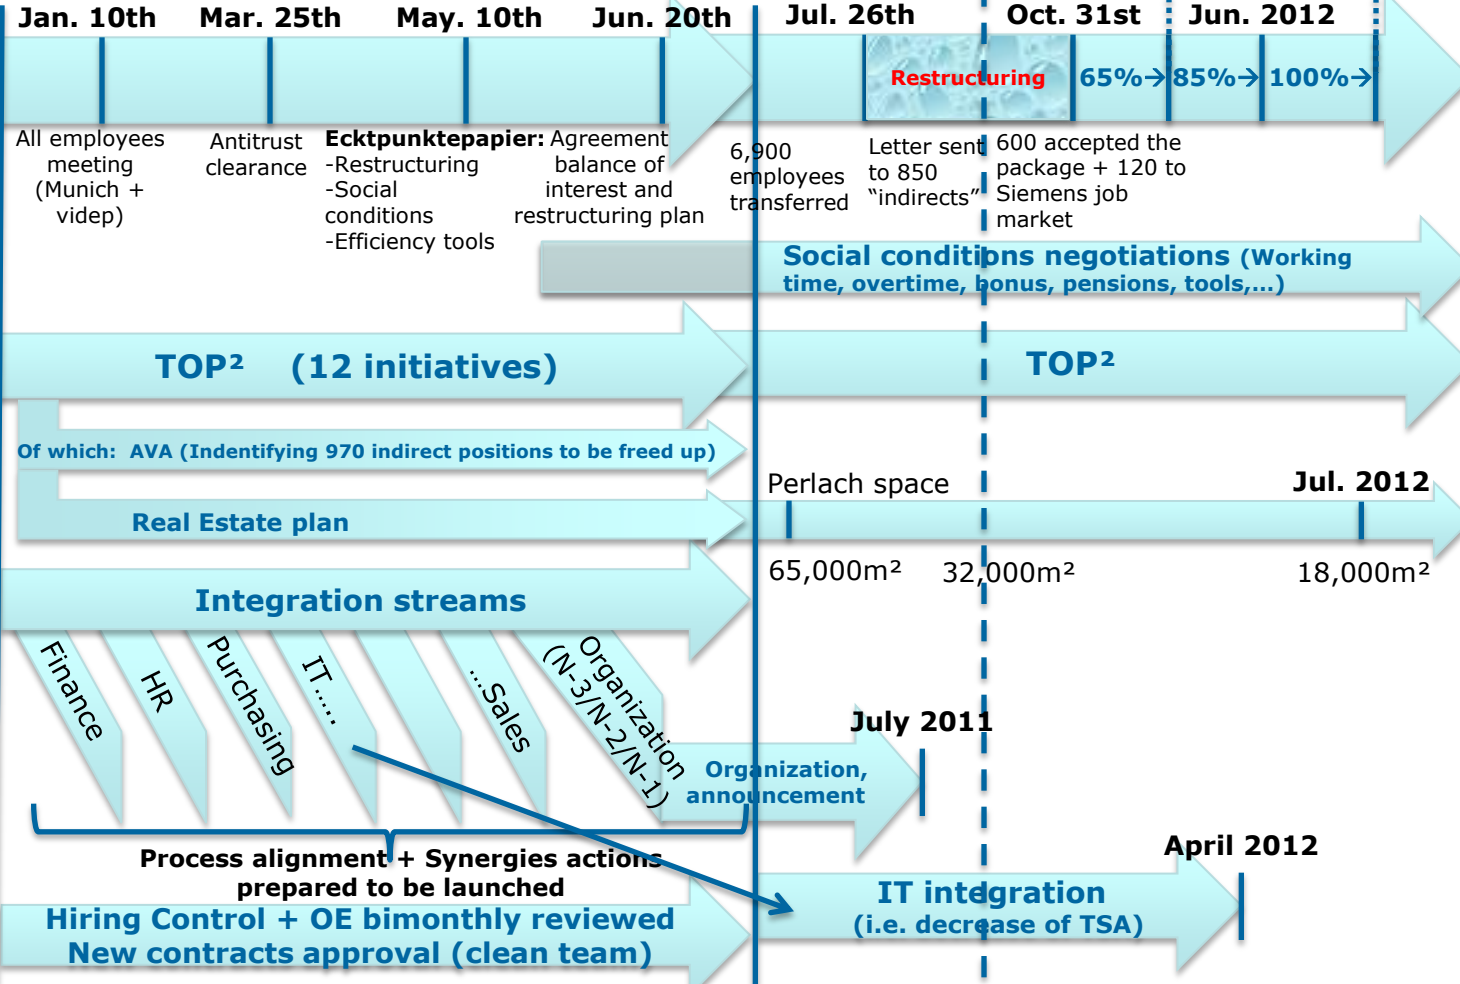 Jan. 10th
Mar. 25th
May. 10th
Jun. 20th
Jul. 26th
Oct. 31st
Jun. 2012
Restructuring
65%→
85%→
100%→
All employees
meeting
(Munich +
videp)
Antitrust
clearance
Ecktpunktepapier:
-Restructuring
-Social
conditions
-Efficiency tools
Agreement
balance of
interest and
restructuring plan
6,900
employees
transferred
Letter sent
to 850
“indirects”
600 accepted the
package + 120 to
Siemens job
market
Social conditions negotiations (Working
time, overtime, bonus, pensions, tools,...)
TOP² (12 initiatives)
TOP²
Of which: AVA (Indentifying 970 indirect positions to be freed up)
Real Estate plan
Perlach space
Jul. 2012
65,000m²
32,000m²
18,000m²
Integration streams
Finance
HR
Purchasing
IT.....
...Sales
Organization
(N-3/N-2/N-1)
July 2011
Organization,
announcement
Process alignment + Synergies actions
prepared to be launched
April 2012
IT integration
(i.e. decrease of TSA)
Hiring Control + OE bimonthly reviewed
New contracts approval (clean team)